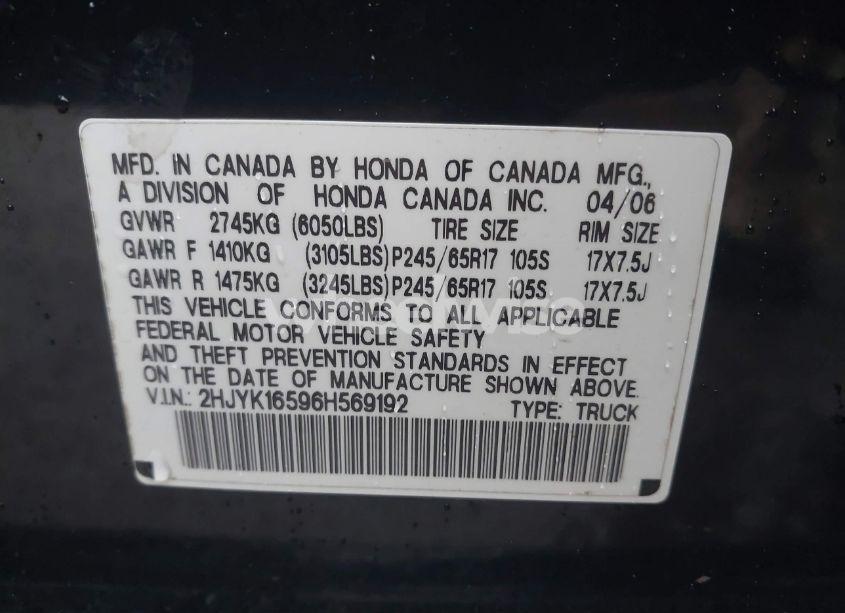 MFD. IN CANADA BY HONDA OF CANADA MFG.,
A DIVISION OF HONDA CANADA INC. 04/06
GVWR 2745KG (6050LBS) TIRE SIZE RIM SIZE
GAWR F 1410KG (3105LBS) P245/65R17 105S 17X7.5J
GAWR R 1475KG (3245LBS) P245/65R17 105S 17X7.5J
THIS VEHICLE CONFORMS TO ALL APPLICABLE
FEDERAL MOTOR VEHICLE SAFETY
AND THEFT PREVENTION STANDARDS IN EFFECT
ON THE DATE OF MANUFACTURE SHOWN ABOVE.
V.I.N.: 2HJYK16596H569192 TYPE: TRUCK